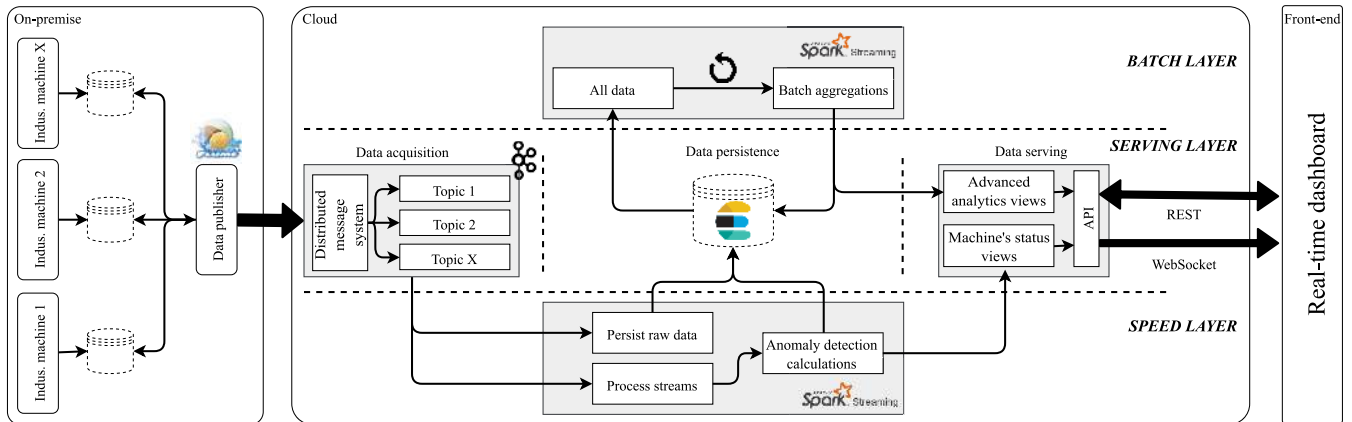 On-premise
Cloud
Front-end
Indus. machine X
Indus. machine 2
Indus. machine 1
Data publisher
Spark Streaming
BATCH LAYER
All data
Batch aggregations
SERVING LAYER
Data acquisition
Data persistence
Data serving
Distributed
message
system
Topic 1
Topic 2
Topic X
Advanced
analytics views
Machine's status
views
API
REST
WebSocket
Real-time dashboard
SPEED LAYER
Persist raw data
Process streams
Anomaly detection
calculations
Spark Streaming